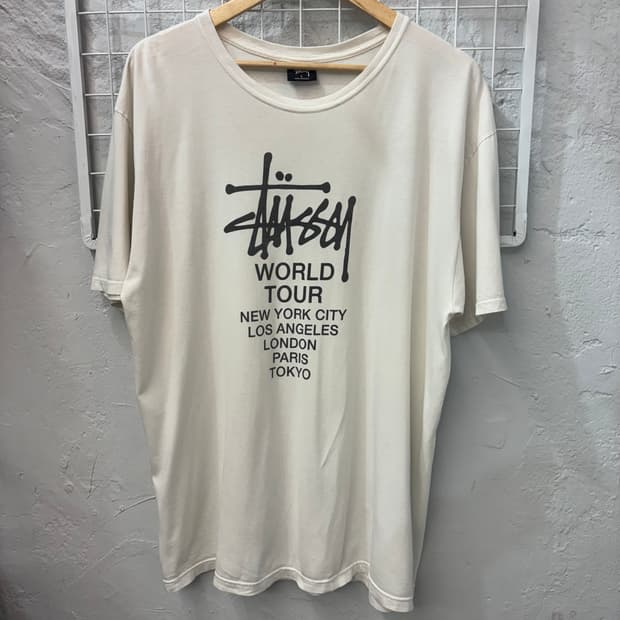 Stüssy
WORLD
TOUR
NEW YORK CITY
LOS ANGELES
LONDON
PARIS
TOKYO